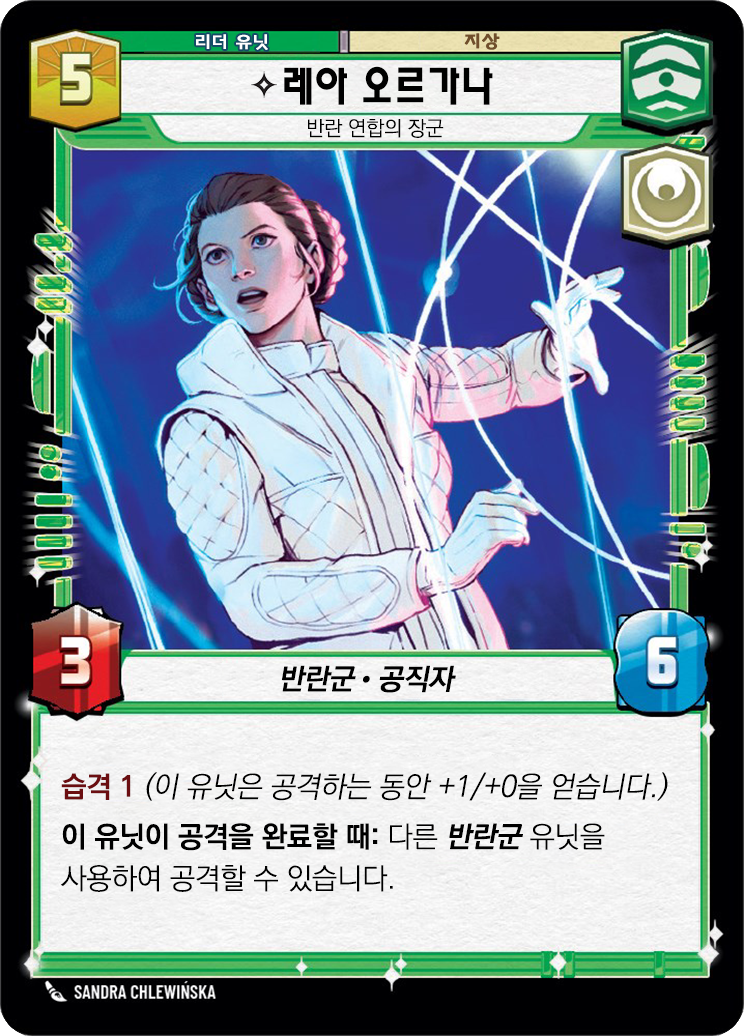 리더 유닛
지상
5
✧레아 오르가나
반란 연합의 장군
3
6
반란군 • 공직자
습격 1 (이 유닛은 공격하는 동안 +1/+0을 얻습니다.)
이 유닛이 공격을 완료할 때: 다른 반란군 유닛을
사용하여 공격할 수 있습니다.
SANDRA CHLEWIŃSKA